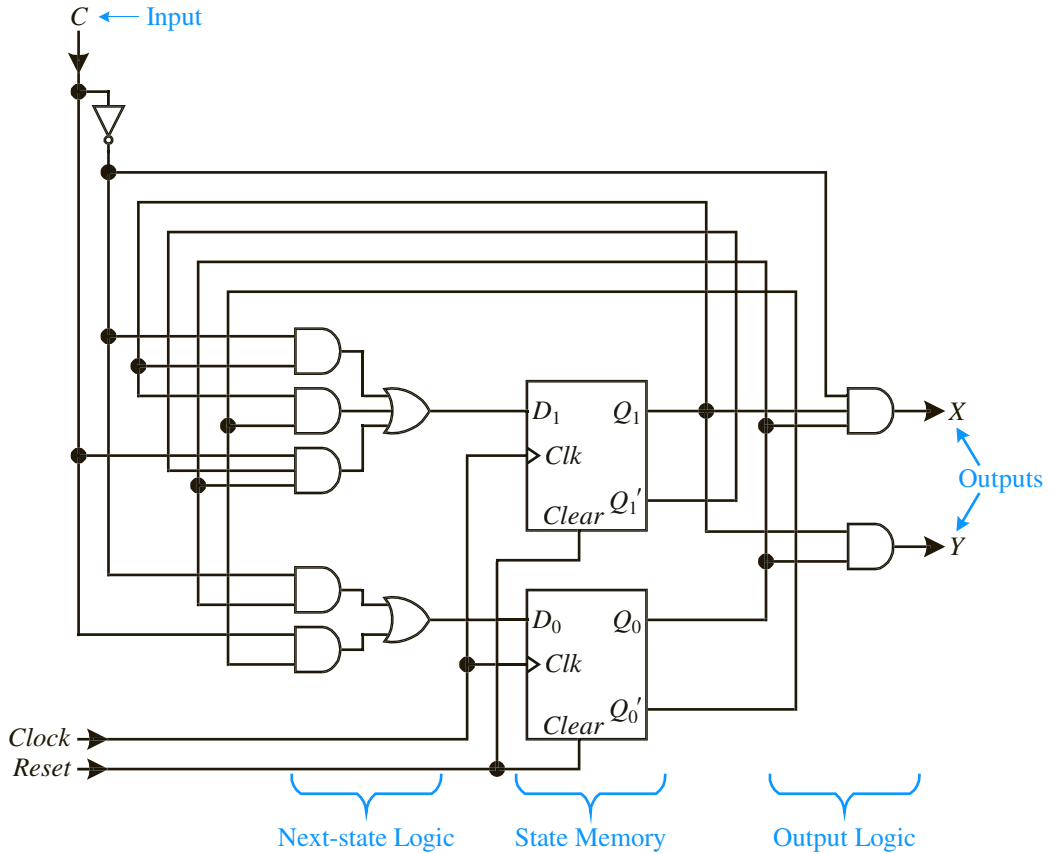 C Input
D₁ Q₁
X
Clk
Outputs
Q₁′
Clear
Y
D₀ Q₀
Clk
Q₀′
Clear
Clock
Reset
Next-state Logic State Memory Output Logic